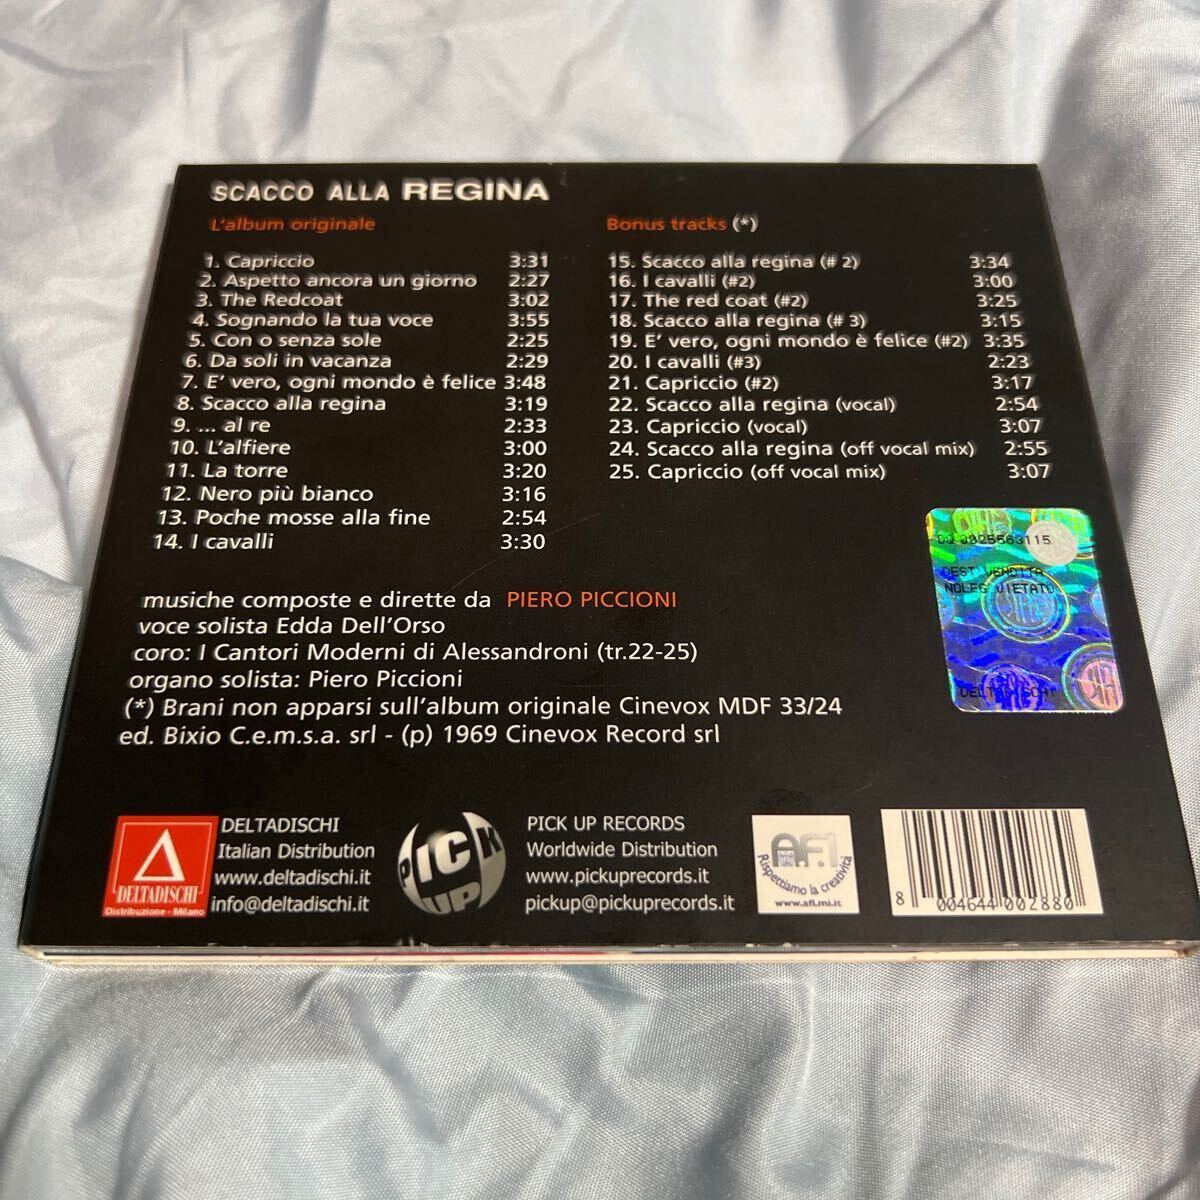 SCACCO ALLA REGINA
L'album originale
1. Capriccio 3:31
2. Aspetto ancora un giorno 2:27
3. The Redcoat 3:02
4. Sognando la tua voce 3:55
5. Con o senza sole 2:25
6. Da soli in vacanza 2:29
7. E' vero, ogni mondo è felice 3:48
8. Scacco alla regina 3:19
9. ... al re 2:33
10. L'alfiere 3:00
11. La torre 3:20
12. Nero più bianco 3:16
13. Poche mosse alla fine 2:54
14. I cavalli 3:30
Bonus tracks (*)
15. Scacco alla regina (# 2) 3:34
16. I cavalli (#2) 3:00
17. The red coat (#2) 3:25
18. Scacco alla regina (# 3) 3:15
19. E' vero, ogni mondo è felice (#2) 3:35
20. I cavalli (#3) 2:23
21. Capriccio (#2) 3:17
22. Scacco alla regina (vocal) 2:54
23. Capriccio (vocal) 3:07
24. Scacco alla regina (off vocal mix) 2:55
25. Capriccio (off vocal mix) 3:07
DEST VENDITA
NOLEG VIETATO
DELTADISCHI
musiche composte e dirette da PIERO PICCIONI
voce solista Edda Dell'Orso
coro: I Cantori Moderni di Alessandroni (tr.22-25)
organo solista: Piero Piccioni
(*) Brani non apparsi sull'album originale Cinevox MDF 33/24
ed. Bixio C.e.m.s.a. srl - (p) 1969 Cinevox Record srl
DELTADISCHI
Distribuzione - Milano
DELTADISCHI
Italian Distribution
www.deltadischi.it
info@deltadischi.it
PICK UP
PICK UP RECORDS
Worldwide Distribution
www.pickuprecords.it
pickup@pickuprecords.it
A.F.I
Rispettiamo la creatività
www.afi.mi.it
8 004644 002880